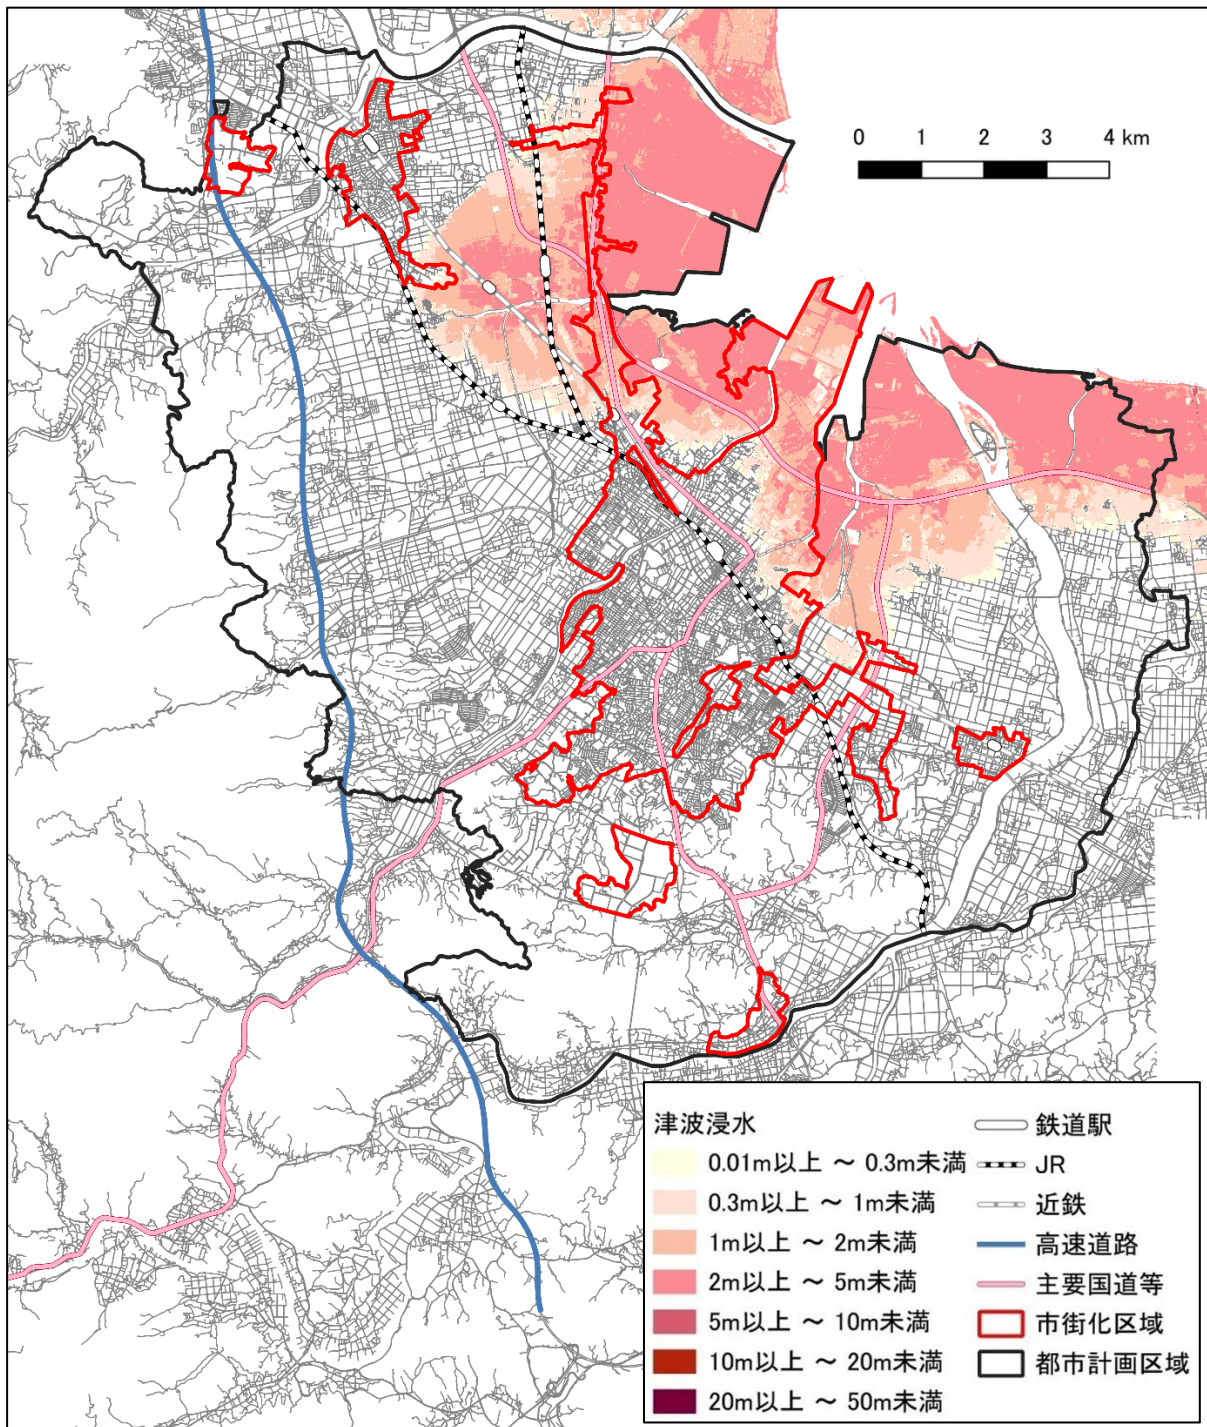 0 1 2 3 4 km
津波浸水
0.01m以上 ～ 0.3m未満
0.3m以上 ～ 1m未満
1m以上 ～ 2m未満
2m以上 ～ 5m未満
5m以上 ～ 10m未満
10m以上 ～ 20m未満
20m以上 ～ 50m未満
鉄道駅
JR
近鉄
高速道路
主要国道等
市街化区域
都市計画区域